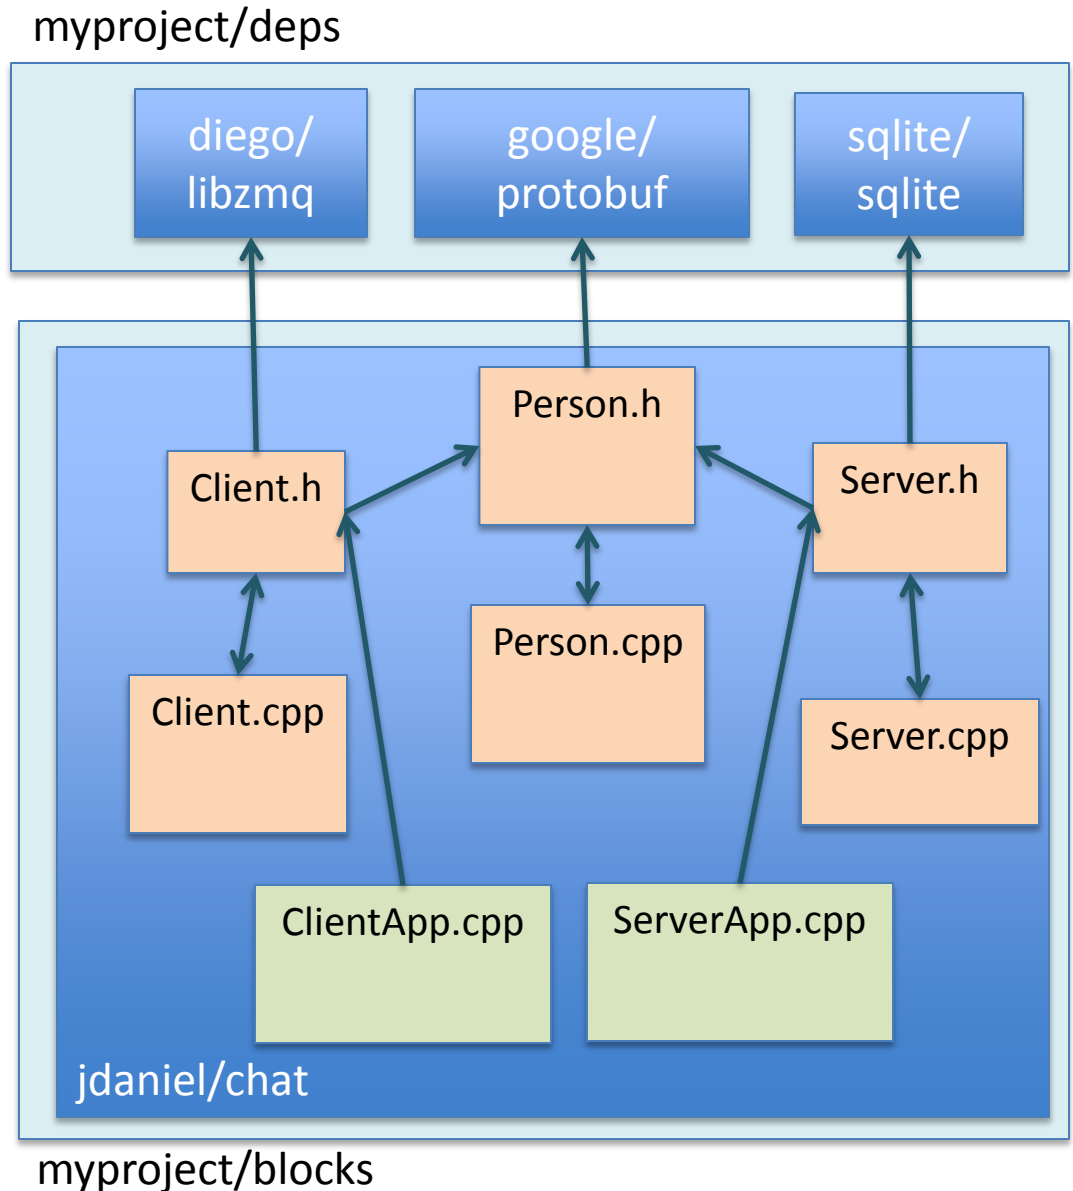 myproject/deps
diego/
libzmq
google/
protobuf
sqlite/
sqlite
Person.h
Client.h
Server.h
Person.cpp
Client.cpp
Server.cpp
ClientApp.cpp
ServerApp.cpp
jdaniel/chat
myproject/blocks